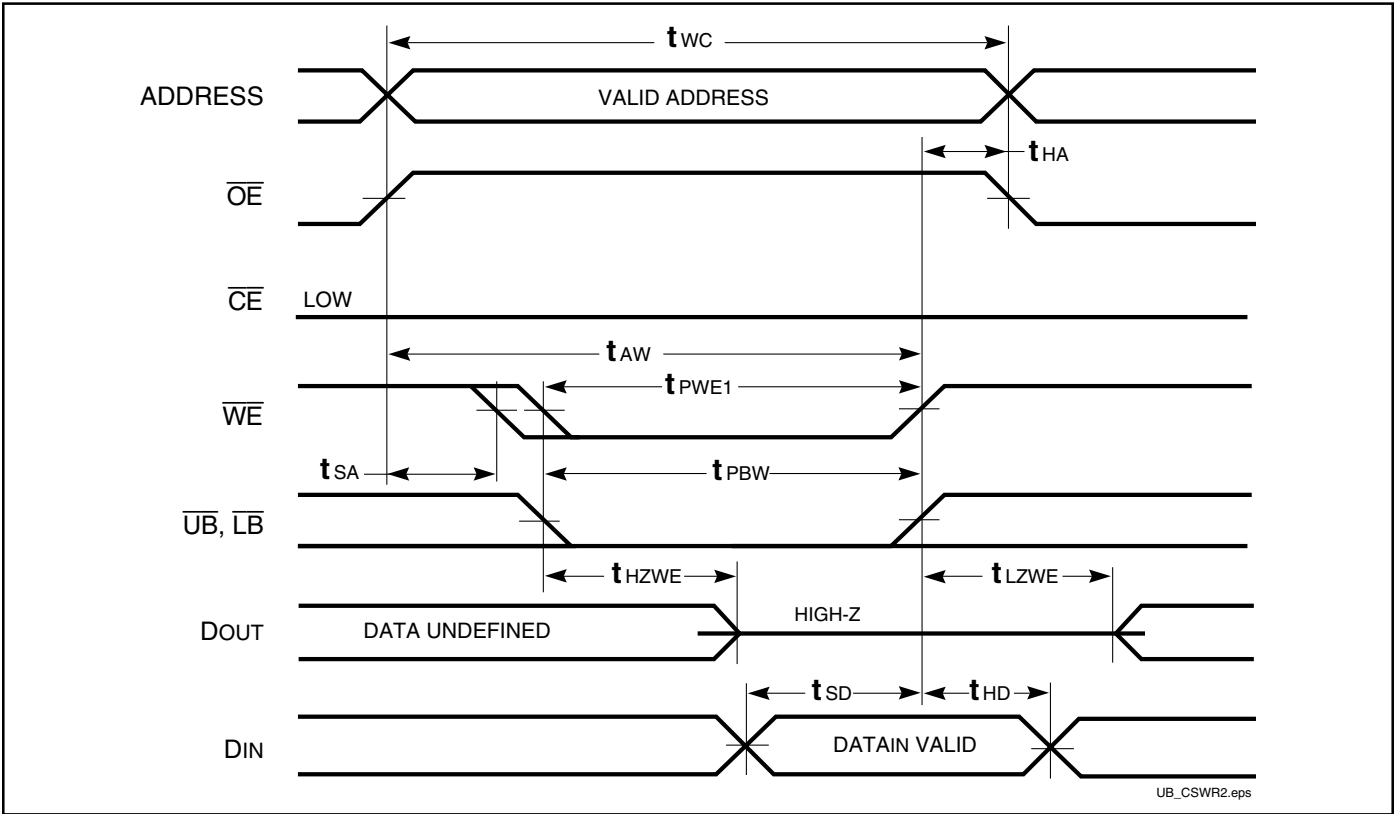 tWC
ADDRESS
VALID ADDRESS
tHA
OE
CE
LOW
tAW
tPWE1
WE
tSA
tPBW
UB, LB
tHZWE
tLZWE
DOUT
DATA UNDEFINED
HIGH-Z
tSD
tHD
DIN
DATAIN VALID
UB_CSWR2.eps